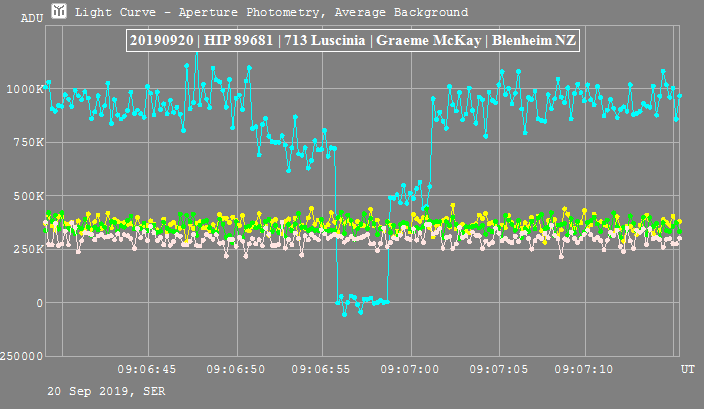 Light Curve - Aperture Photometry, Average Background
ADU
20190920 | HIP 89681 | 713 Luscinia | Graeme McKay | Blenheim NZ
1000K
750K
500K
250K
0
250000
09:06:45 09:06:50 09:06:55 09:07:00 09:07:05 09:07:10 UT
20 Sep 2019, SER